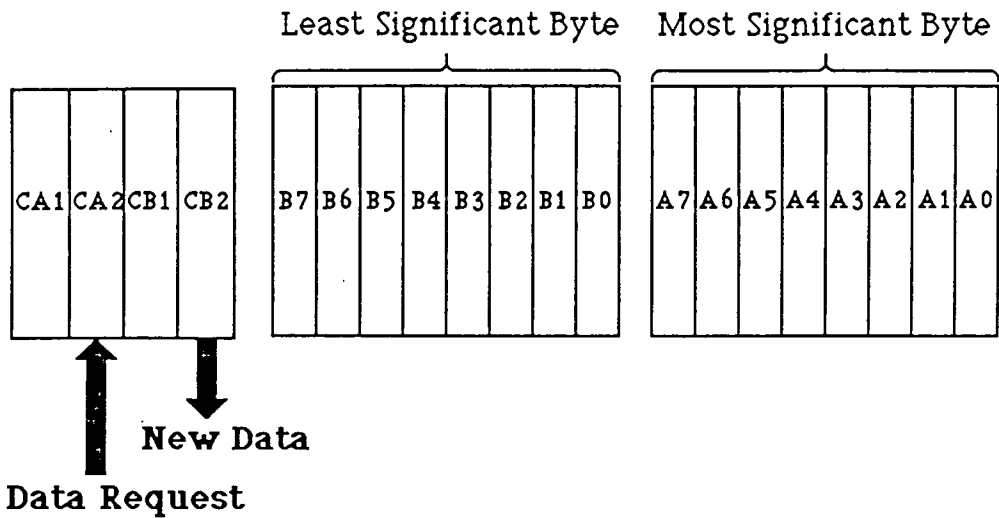 Least Significant Byte Most Significant Byte
CA1 CA2 CB1 CB2 B7 B6 B5 B4 B3 B2 B1 B0 A7 A6 A5 A4 A3 A2 A1 A0
New Data
Data Request